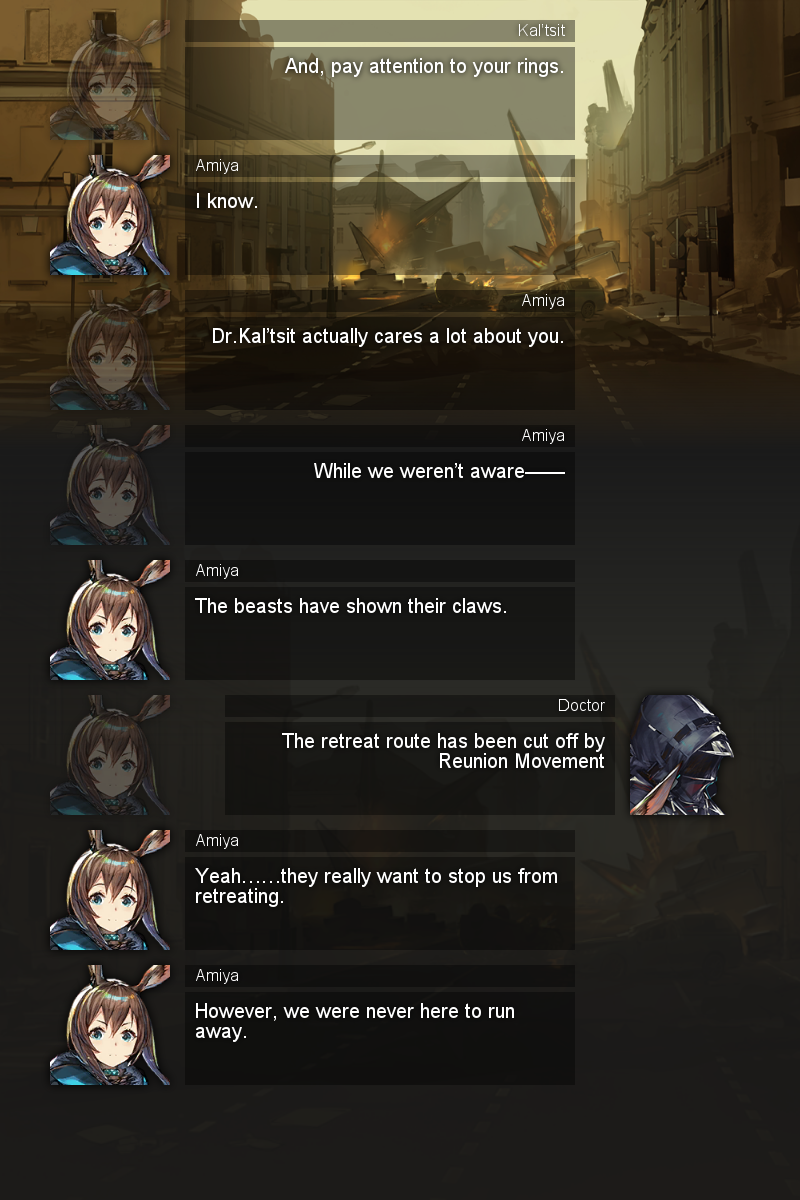 Kal'tsit
And, pay attention to your rings.
Amiya
I know.
Amiya
Dr.Kal'tsit actually cares a lot about you.
Amiya
While we weren't aware——
Amiya
The beasts have shown their claws.
Doctor
The retreat route has been cut off by
Reunion Movement
Amiya
Yeah……they really want to stop us from
retreating.
Amiya
However, we were never here to run
away.